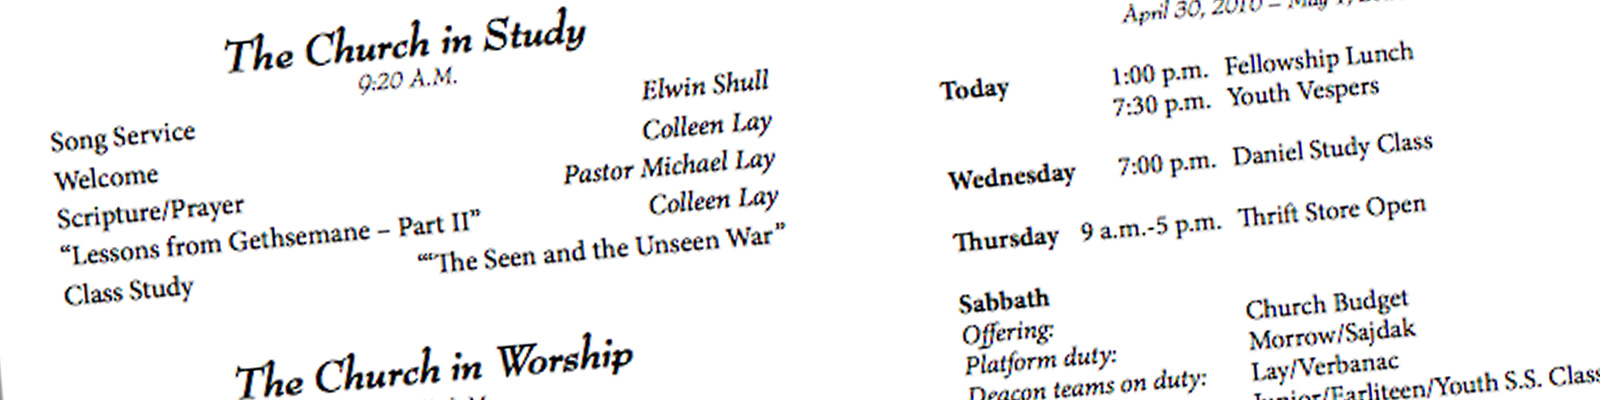 The Church in Study
9:20 A.M.
Song Service Elwin Shull
Welcome Colleen Lay
Scripture/Prayer Pastor Michael Lay
“Lessons from Gethsemane – Part II” Colleen Lay
Class Study ““The Seen and the Unseen War”
The Church in Worship
April 30, 2010 – May
Today 1:00 p.m. Fellowship Lunch
7:30 p.m. Youth Vespers
Wednesday 7:00 p.m. Daniel Study Class
Thursday 9 a.m.-5 p.m. Thrift Store Open
Sabbath
Offering: Church Budget
Platform duty: Morrow/Sajdak
Deacon teams on duty: Lay/Verbanac
Junior/Earliteen/Youth S.S. Class